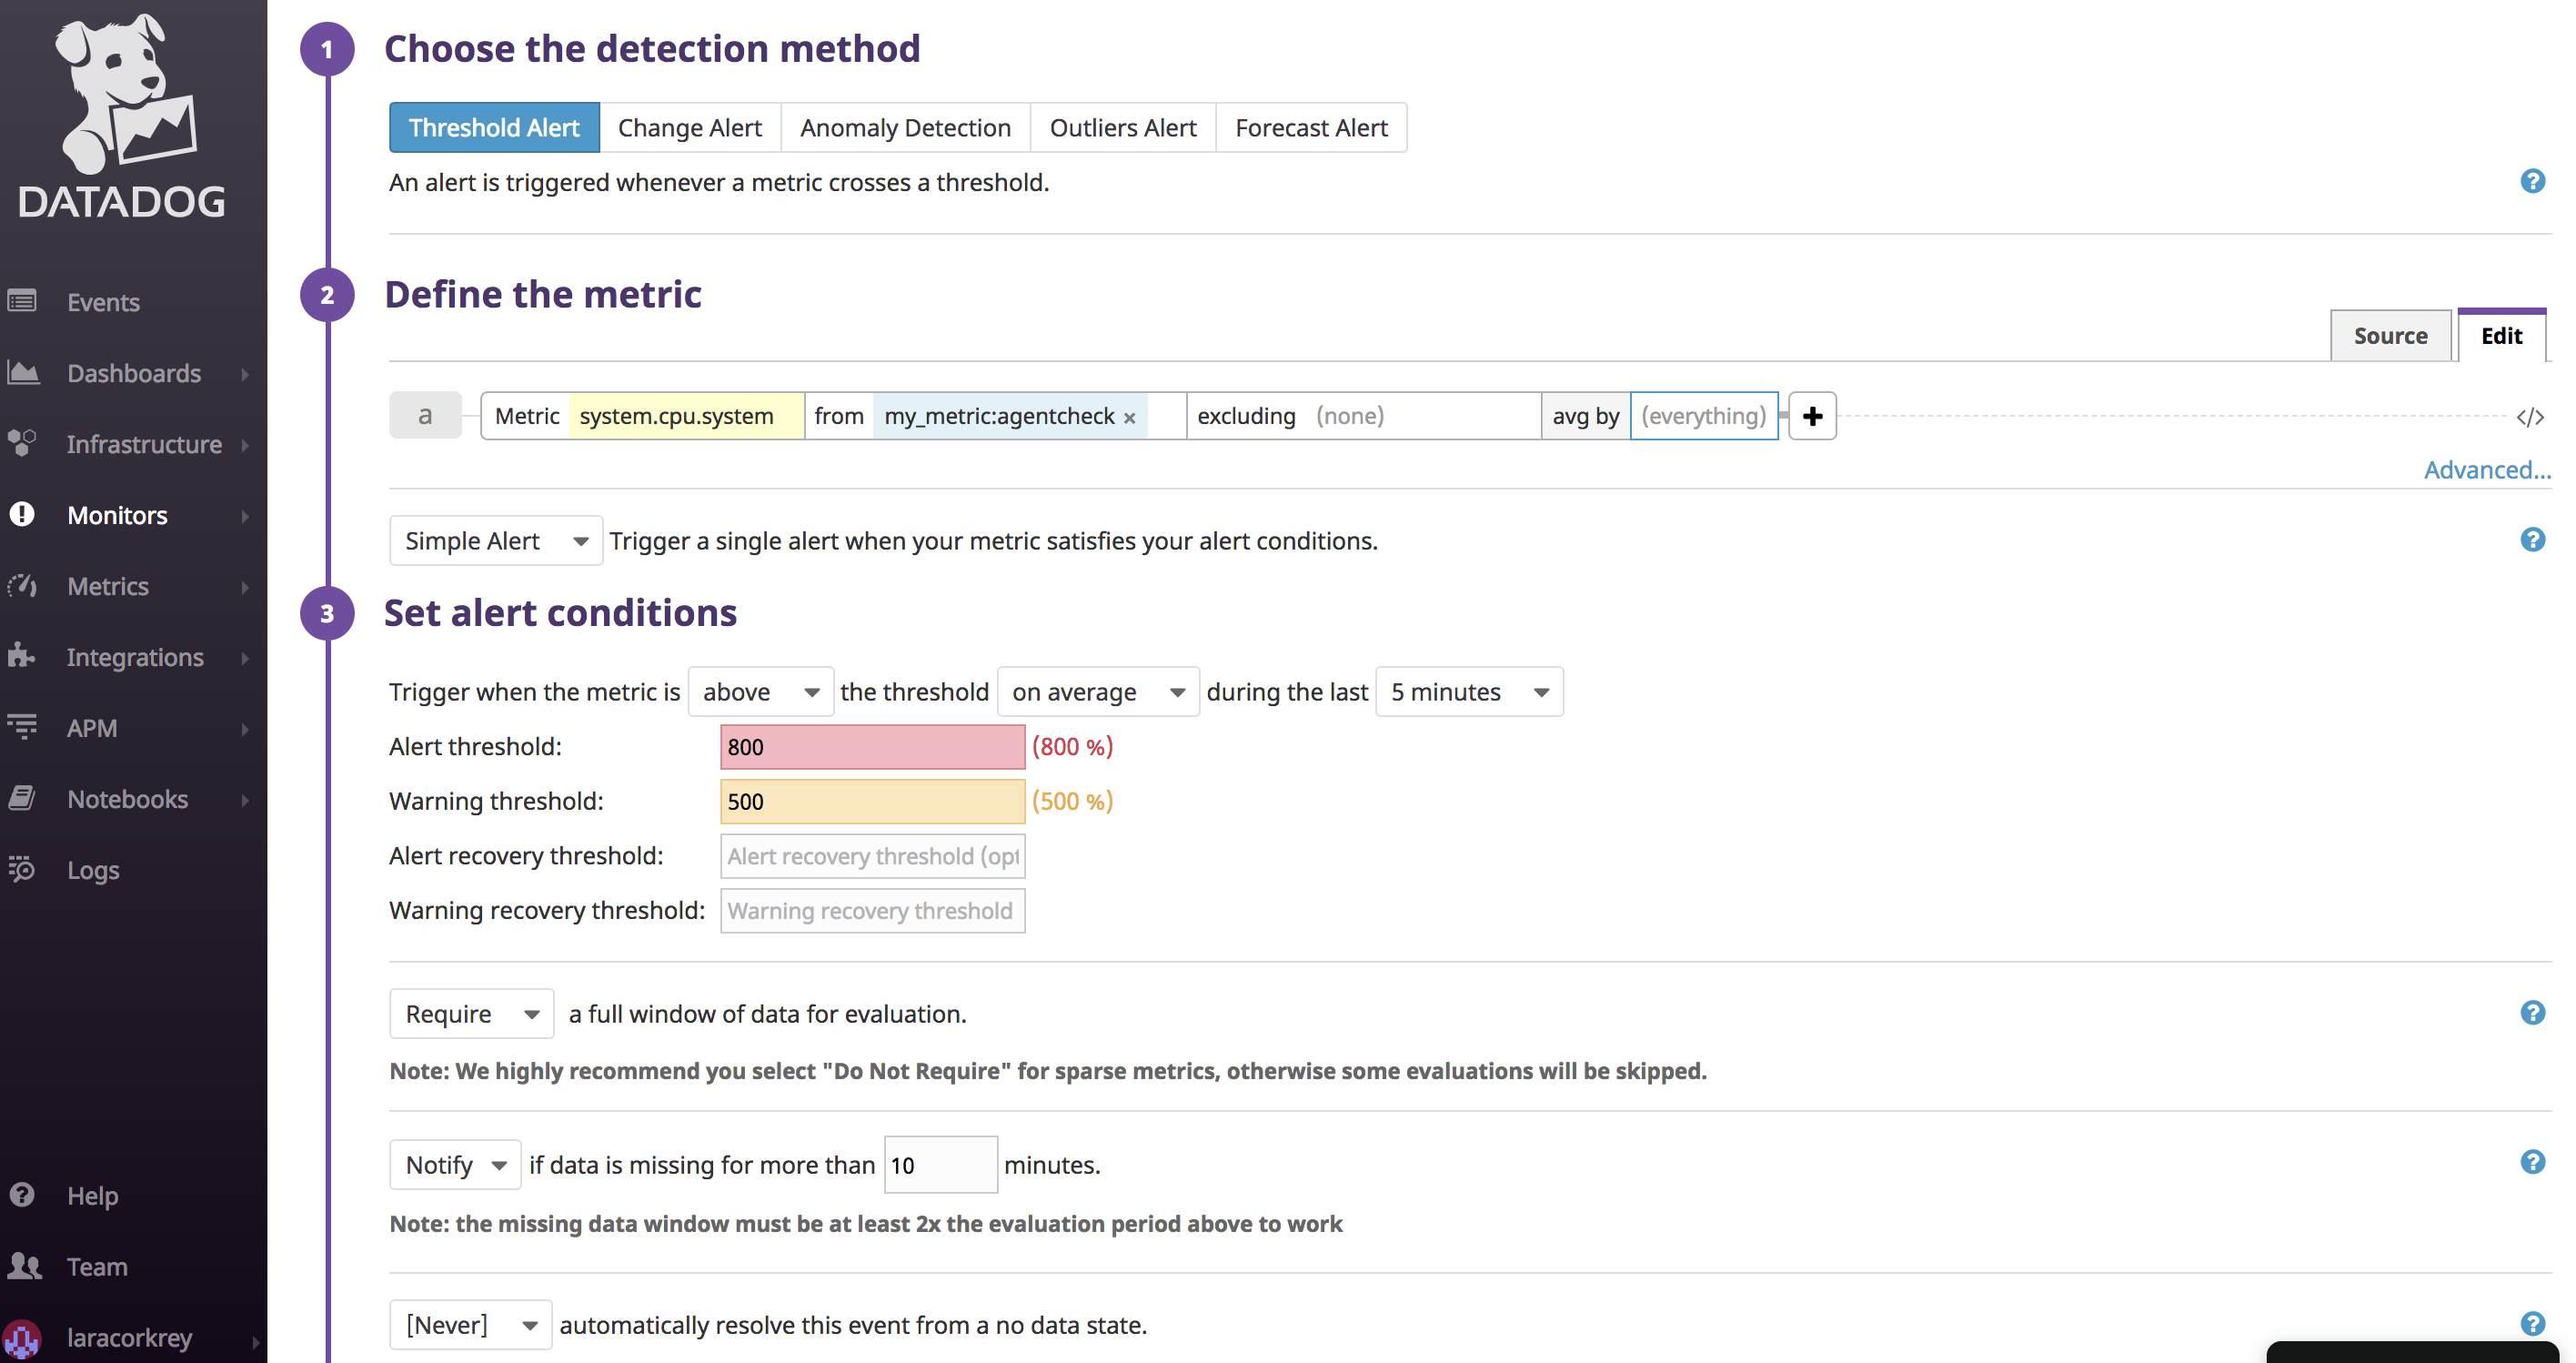 DATADOG
Events
Dashboards
Infrastructure
Monitors
Metrics
Integrations
APM
Notebooks
Logs
Help
Team
laracorkrey
1 Choose the detection method
Threshold Alert Change Alert Anomaly Detection Outliers Alert Forecast Alert
An alert is triggered whenever a metric crosses a threshold. ?
2 Define the metric
Source Edit
a Metric system.cpu.system from my_metric:agentcheck × excluding (none) avg by (everything) + </>
Advanced...
Simple Alert Trigger a single alert when your metric satisfies your alert conditions. ?
3 Set alert conditions
Trigger when the metric is above the threshold on average during the last 5 minutes
Alert threshold: 800 (800 %)
Warning threshold: 500 (500 %)
Alert recovery threshold: Alert recovery threshold (opt
Warning recovery threshold: Warning recovery threshold
Require a full window of data for evaluation. ?
Note: We highly recommend you select "Do Not Require" for sparse metrics, otherwise some evaluations will be skipped.
Notify if data is missing for more than 10 minutes. ?
Note: the missing data window must be at least 2x the evaluation period above to work
[Never] automatically resolve this event from a no data state. ?